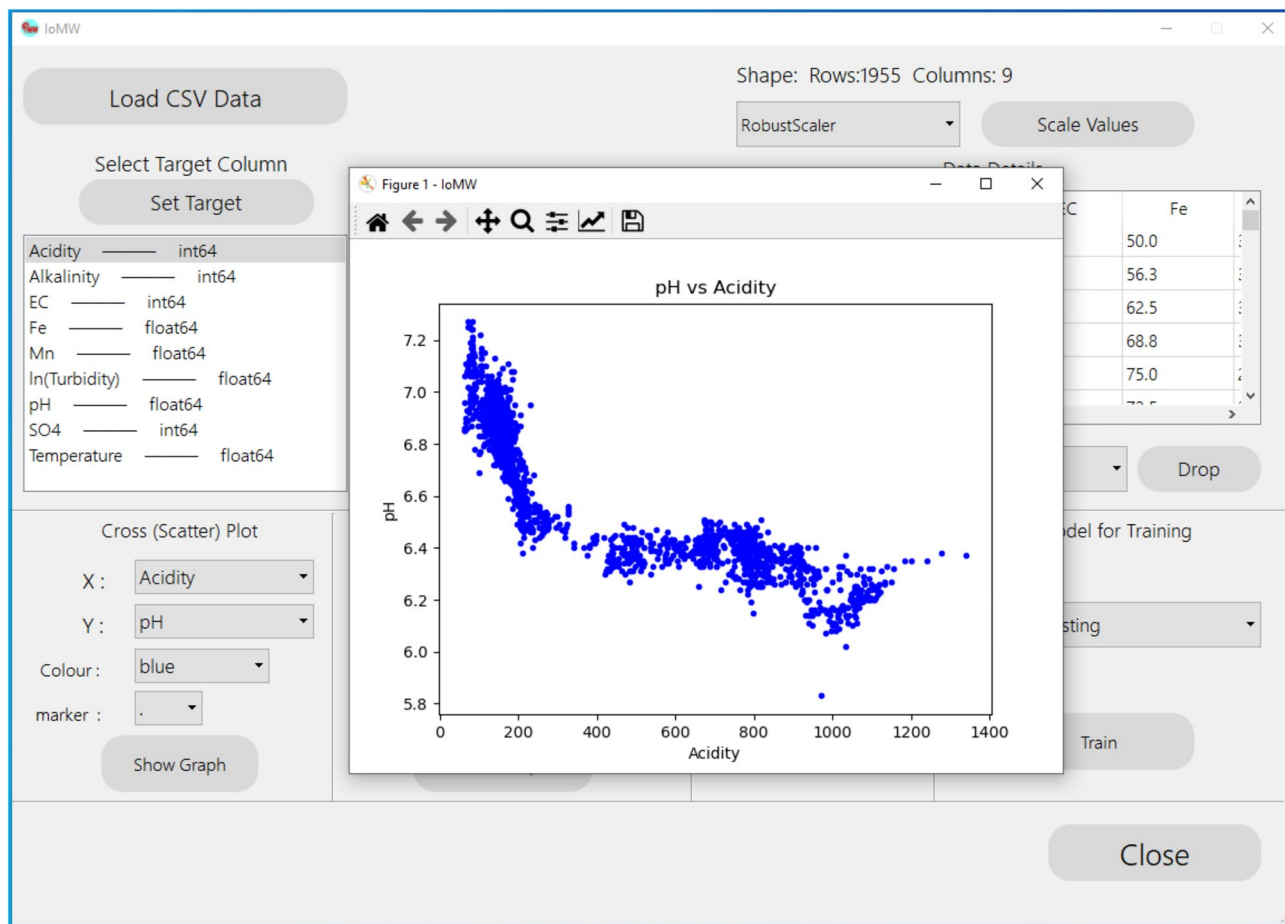 IoMW
Load CSV Data
Shape: Rows:1955 Columns: 9
RobustScaler
Scale Values
Select Target Column
Set Target
Acidity ——— int64
Alkalinity ——— int64
EC ——— int64
Fe ——— float64
Mn ——— float64
ln(Turbidity) ——— float64
pH ——— float64
SO4 ——— int64
Temperature ——— float64
Fe
50.0
56.3
62.5
68.8
75.0
Drop
Figure 1 - IoMW
pH vs Acidity
7.2
7.0
6.8
6.6
6.4
6.2
6.0
5.8
pH
0 200 400 600 800 1000 1200 1400
Acidity
Cross (Scatter) Plot
X : Acidity
Y : pH
Colour : blue
marker : .
Show Graph
for Training
Train
Close